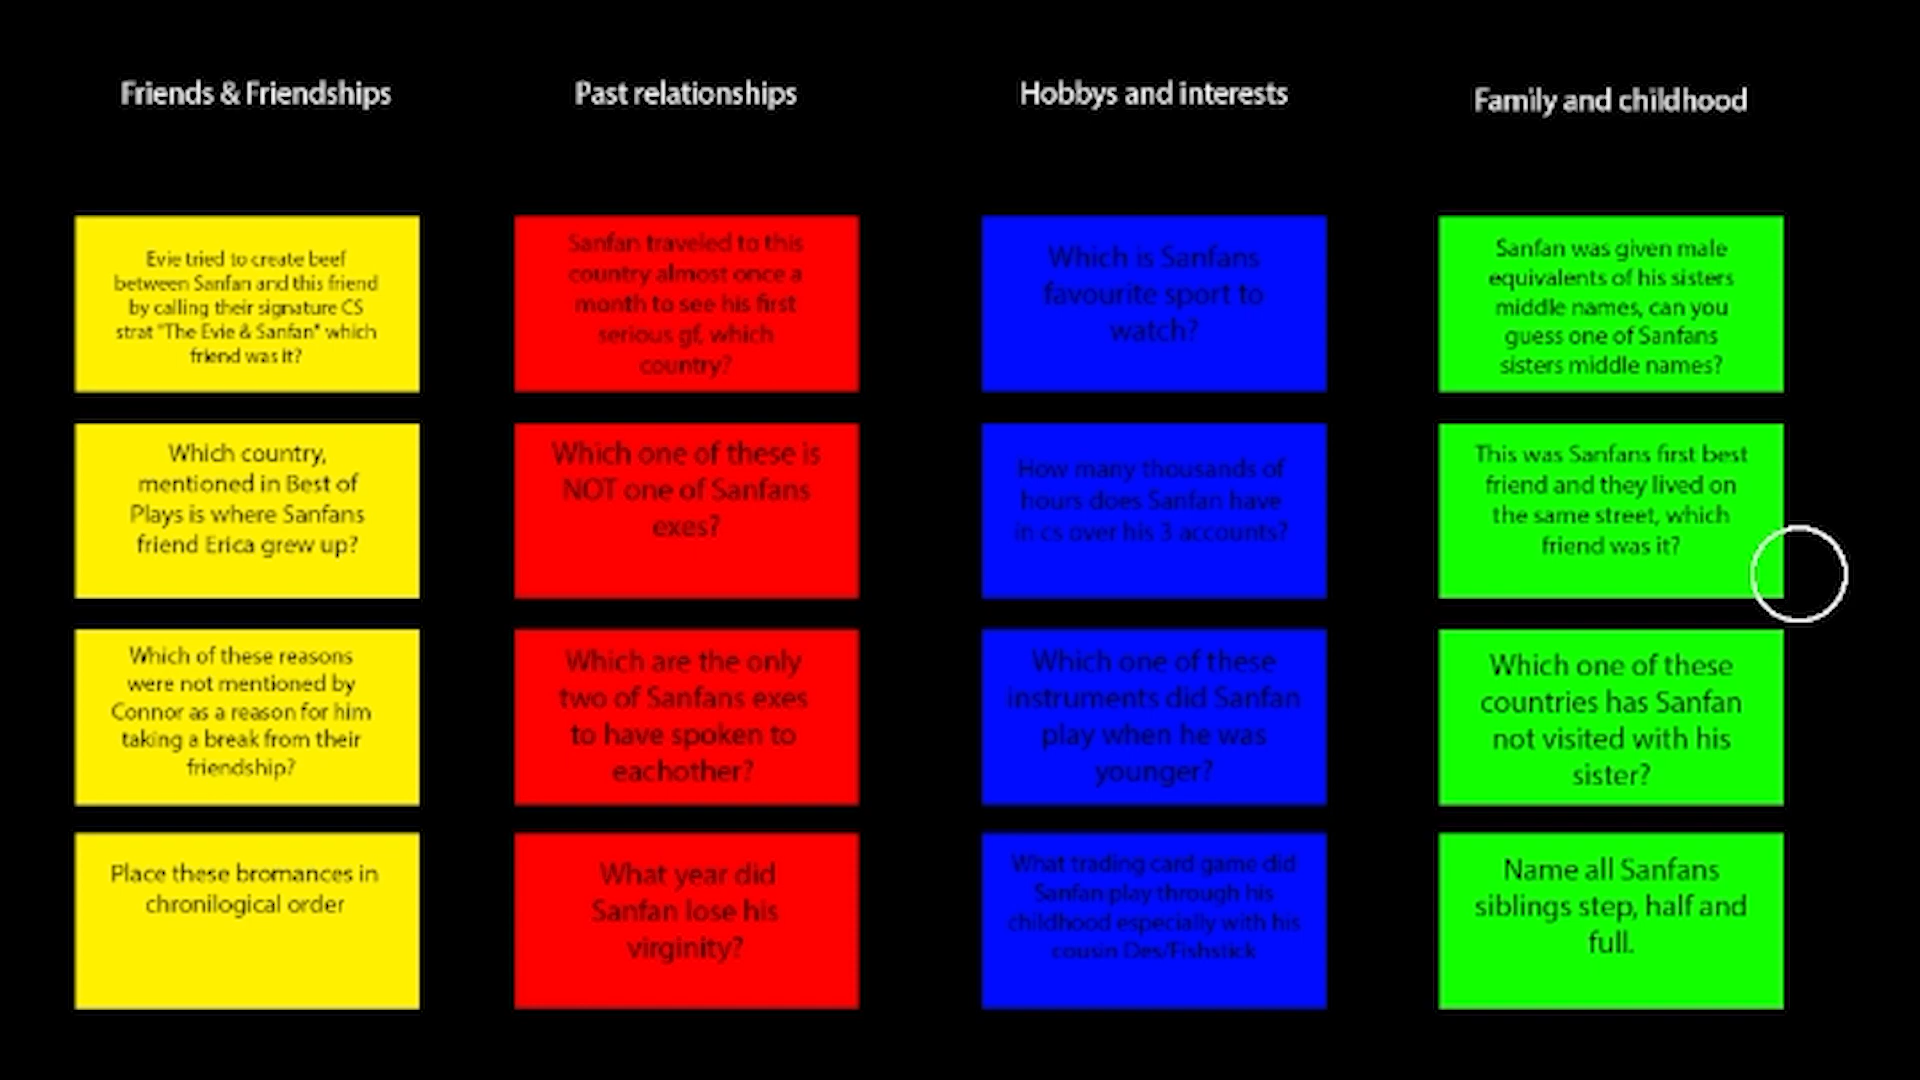 Friends & Friendships
Past relationships
Hobbys and interests
Family and childhood
Evie tried to create beef
between Sanfan and this friend
by calling their signature CS
strat "The Evie & Sanfan" which
friend was it?
Sanfan traveled to this
country almost once a
month to see his first
serious gf, which
country?
Which is Sanfans
favourite sport to
watch?
Sanfan was given male
equivalents of his sisters
middle names, can you
guess one of Sanfans
sisters middle names?
Which country,
mentioned in Best of
Plays is where Sanfans
friend Erica grew up?
Which one of these is
NOT one of Sanfans
exes?
How many thousands of
hours does Sanfan have
in cs over his 3 accounts?
This was Sanfans first best
friend and they lived on
the same street, which
friend was it?
Which of these reasons
were not mentioned by
Connor as a reason for him
taking a break from their
friendship?
Which are the only
two of Sanfans exes
to have spoken to
eachother?
Which one of these
instruments did Sanfan
play when he was
younger?
Which one of these
countries has Sanfan
not visited with his
sister?
Place these bromances in
chronilogical order
What year did
Sanfan lose his
virginity?
What trading card game did
Sanfan play through his
childhood especially with his
cousin Des/Fishstick
Name all Sanfans
siblings step, half and
full.